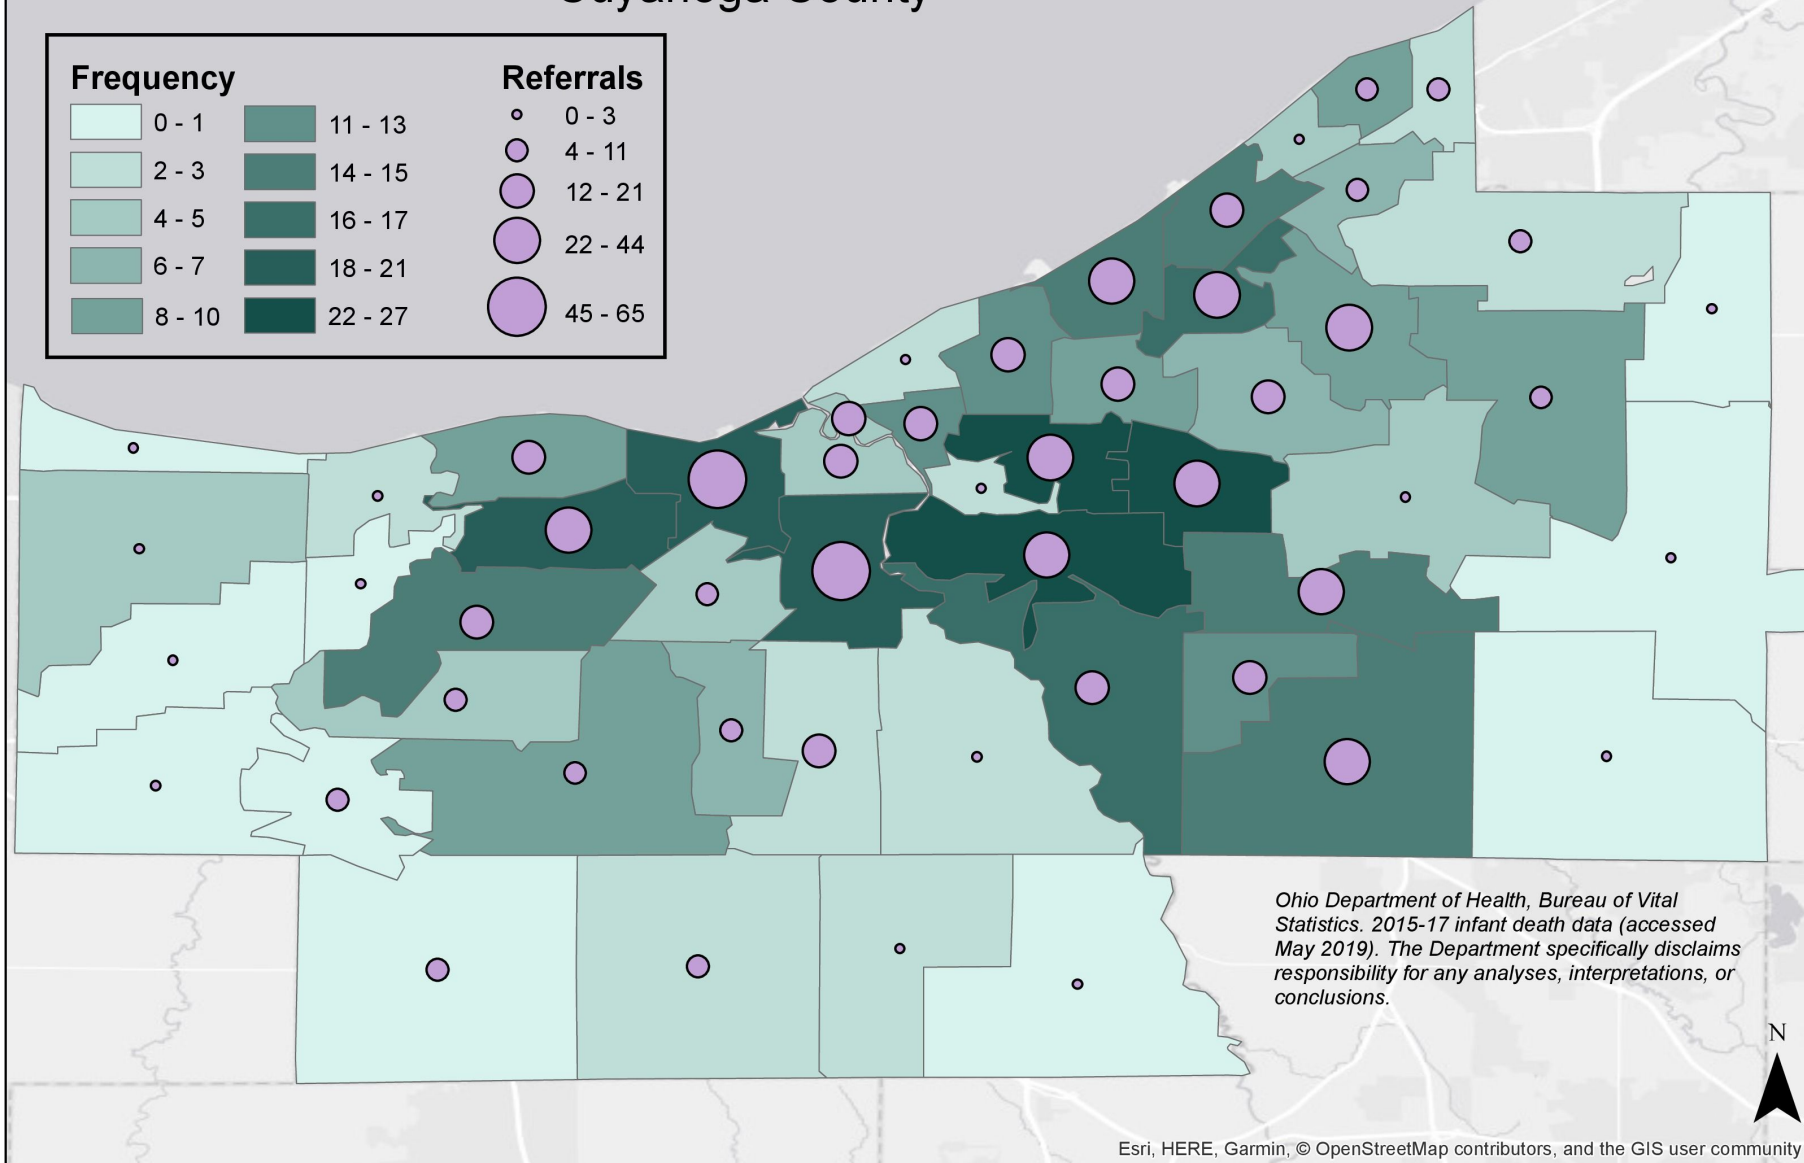 Cuyahoga County
Frequency
0 - 1
2 - 3
4 - 5
6 - 7
8 - 10
11 - 13
14 - 15
16 - 17
18 - 21
22 - 27
Referrals
0 - 3
4 - 11
12 - 21
22 - 44
45 - 65
Ohio Department of Health, Bureau of Vital
Statistics. 2015-17 infant death data (accessed
May 2019). The Department specifically disclaims
responsibility for any analyses, interpretations, or
conclusions.
N
Esri, HERE, Garmin, © OpenStreetMap contributors, and the GIS user community